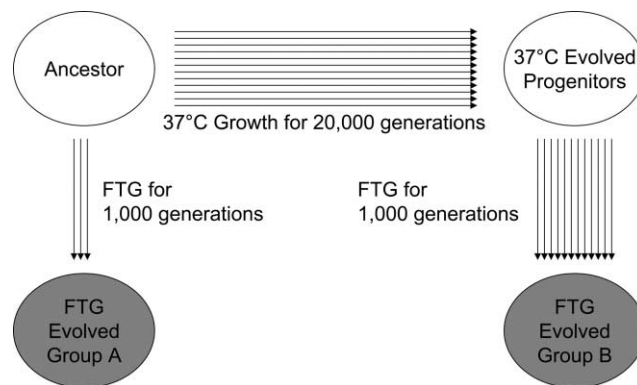 Ancestor
37°C Evolved
Progenitors
37°C Growth for 20,000 generations
FTG for
1,000 generations
FTG for
1,000 generations
FTG
Evolved
Group A
FTG
Evolved
Group B